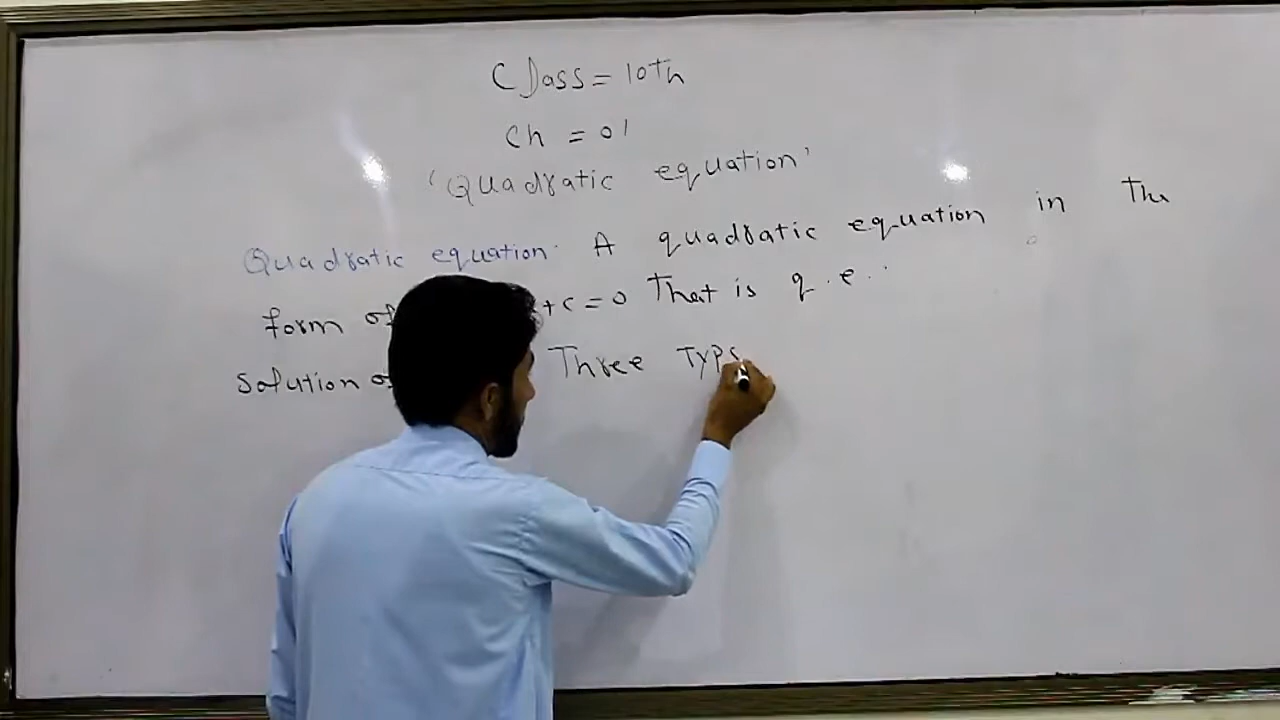 Class = 10th
Ch = 01
'Quadratic equation'
Quadratic equation: A quadratic equation in the
form of +c=0 That is q.e.
Solution of Three Typs